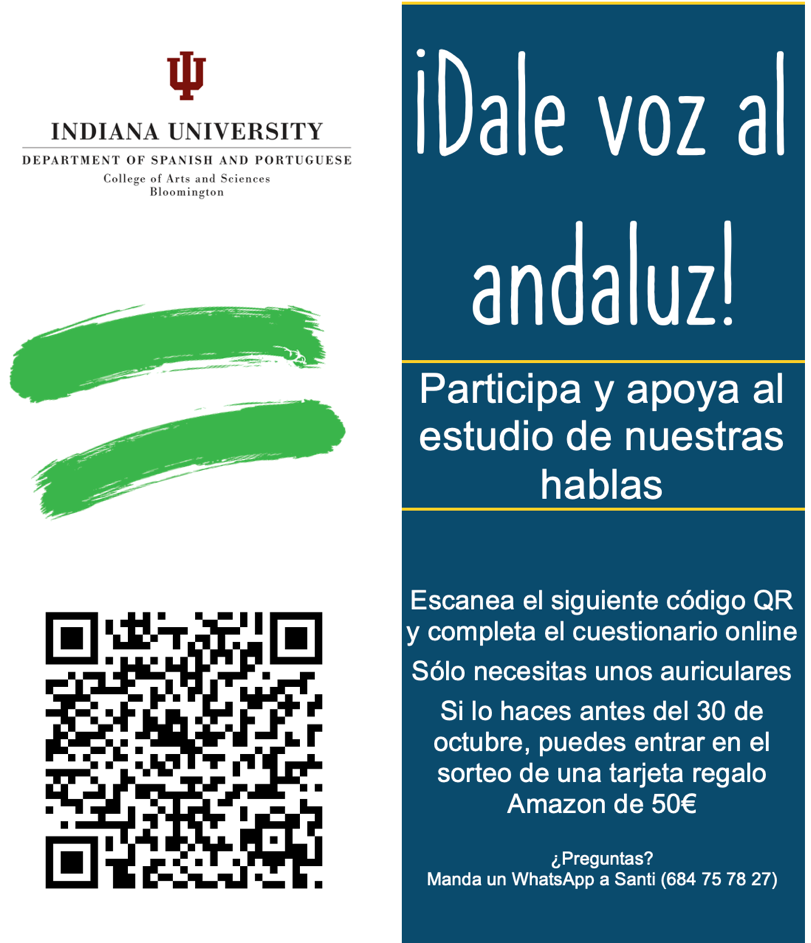 INDIANA UNIVERSITY
DEPARTMENT OF SPANISH AND PORTUGUESE
College of Arts and Sciences
Bloomington
¡Dale voz al
andaluz!
Participa y apoya al
estudio de nuestras
hablas
Escanea el siguiente código QR
y completa el cuestionario online
Sólo necesitas unos auriculares
Si lo haces antes del 30 de
octubre, puedes entrar en el
sorteo de una tarjeta regalo
Amazon de 50€
¿Preguntas?
Manda un WhatsApp a Santi (684 75 78 27)